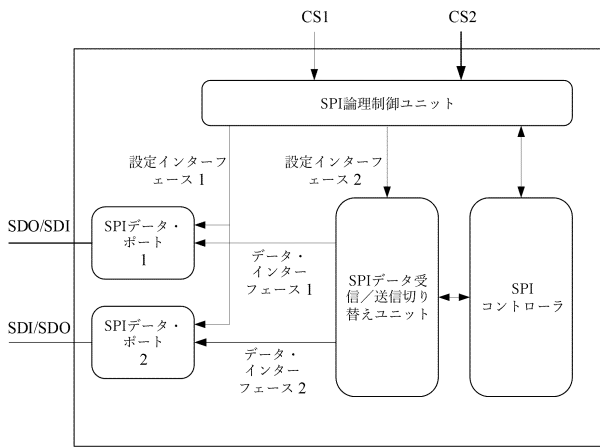 CS1
CS2
SPI論理制御ユニット
設定インターフ
ェース 1
設定インターフ
ェース 2
SDO/SDI
SPIデータ・
ポート
1
データ・
インター
フェース 1
SPIデータ受
信／送信切り
替えユニット
SPI
コントローラ
SDI/SDO
SPIデータ・
ポート
2
データ・
インター
フェース 2